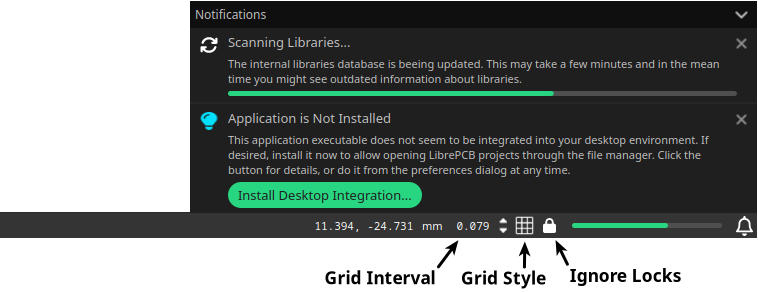 Notifications
Scanning Libraries...
The internal libraries database is beeing updated. This may take a few minutes and in the mean
time you might see outdated information about libraries.
Application is Not Installed
This application executable does not seem to be integrated into your desktop environment. If
desired, install it now to allow opening LibrePCB projects through the file manager. Click the
button for details, or do it from the preferences dialog at any time.
Install Desktop Integration...
11.394, -24.731 mm 0.079
Grid Interval Grid Style Ignore Locks